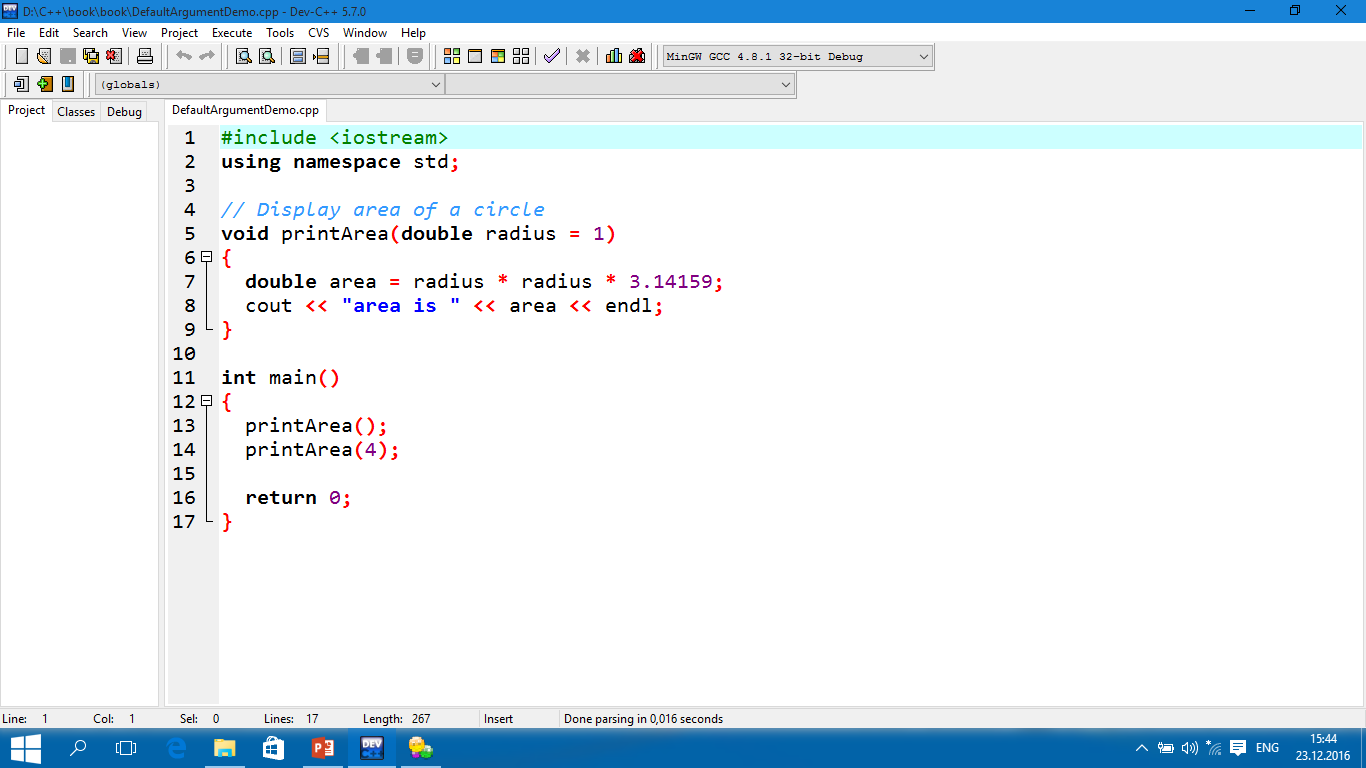 D:\C++\book\book\DefaultArgumentDemo.cpp - Dev-C++ 5.7.0
File Edit Search View Project Execute Tools CVS Window Help
MinGW GCC 4.8.1 32-bit Debug
(globals)
Project Classes Debug
DefaultArgumentDemo.cpp
1 #include <iostream>
2 using namespace std;
3
4 // Display area of a circle
5 void printArea(double radius = 1)
6 {
7 double area = radius * radius * 3.14159;
8 cout << "area is " << area << endl;
9 }
10
11 int main()
12 {
13 printArea();
14 printArea(4);
15
16 return 0;
17 }
Line: 1 Col: 1 Sel: 0 Lines: 17 Length: 267 Insert Done parsing in 0,016 seconds
DEV
ENG
15:44
23.12.2016